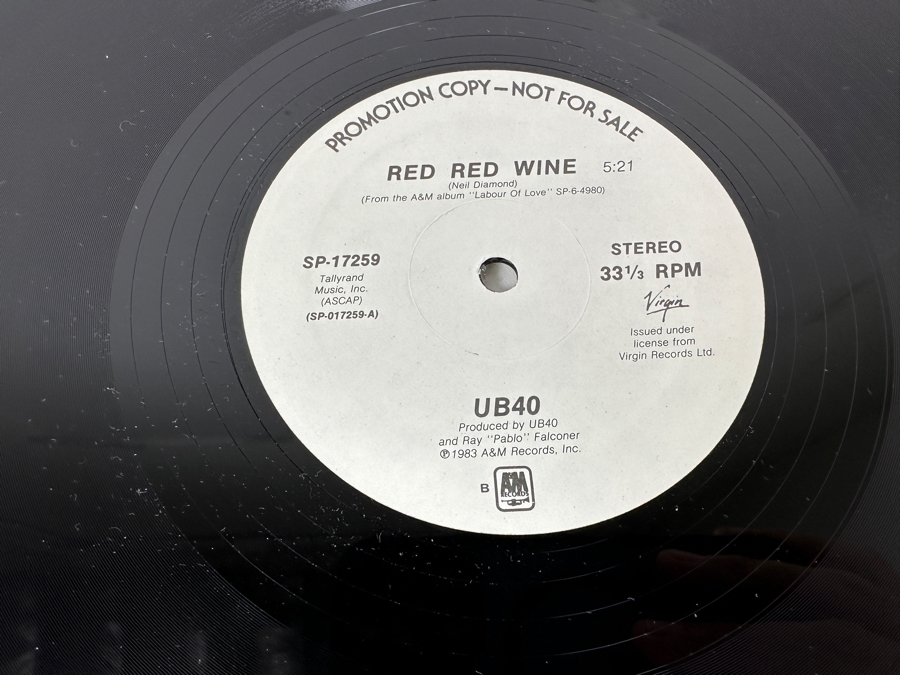 PROMOTION COPY—NOT FOR SALE
RED RED WINE 5:21
(Neil Diamond)
(From the A&M album "Labour Of Love" SP-6-4980)
SP-17259
Tallyrand
Music, Inc.
(ASCAP)
(SP-017259-A)
STEREO
33⅓ RPM
Virgin
Issued under
license from
Virgin Records Ltd.
UB40
Produced by UB40
and Ray "Pablo" Falconer
℗1983 A&M Records, Inc.
B
A&M
RECORDS